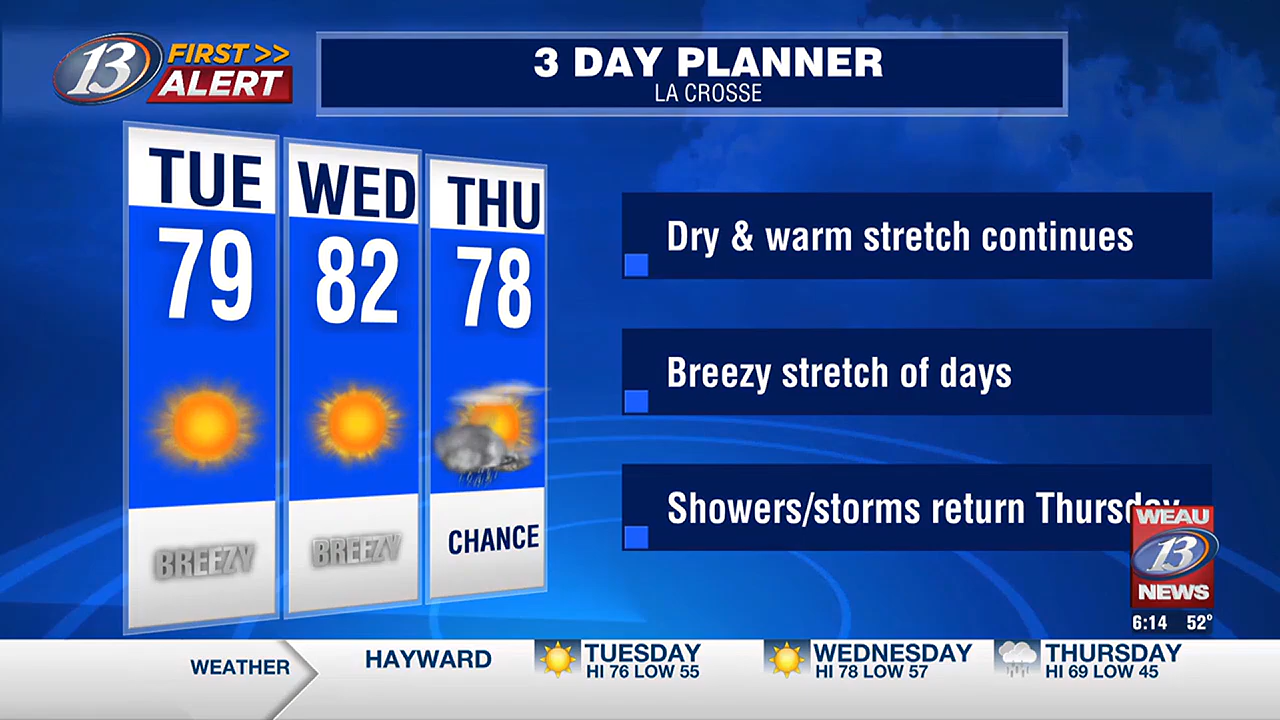 13 FIRST >>
ALERT
3 DAY PLANNER
LA CROSSE
TUE
79
BREEZY
WED
82
BREEZY
THU
78
CHANCE
Dry & warm stretch continues
Breezy stretch of days
Showers/storms return Thursday
WEAU
13
NEWS
6:14 52°
WEATHER
HAYWARD
TUESDAY
HI 76 LOW 55
WEDNESDAY
HI 78 LOW 57
THURSDAY
HI 69 LOW 45